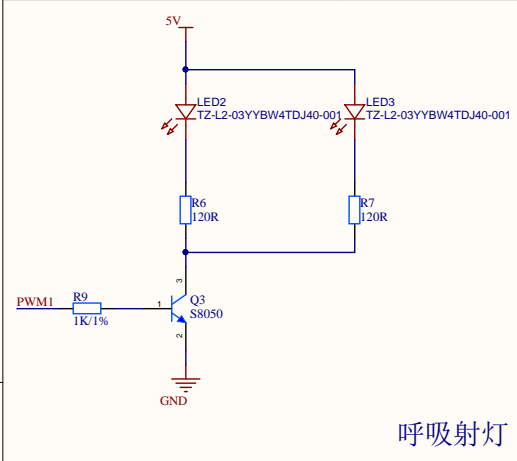 5V
LED2
TZ-L2-03YYBW4TDJ40-001
LED3
TZ-L2-03YYBW4TDJ40-001
R6
120R
R7
120R
3
Q3
S8050
PWM1
R9
1K/1%
1
2
GND
呼吸射灯